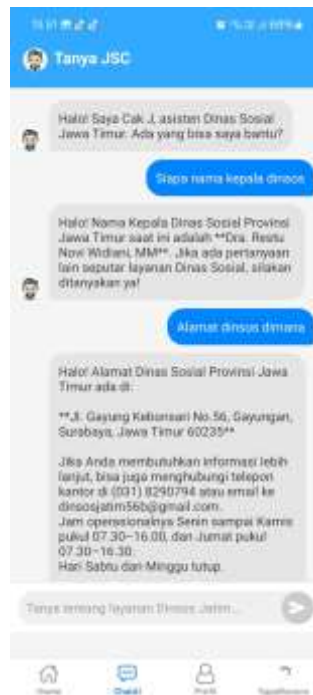 Tanya JSC
Halo! Saya Cak J, asisten Dinas Sosial
Jawa Timur. Ada yang bisa saya bantu?
Siapa nama kepala dinsos
Halo! Nama Kepala Dinas Sosial Provinsi
Jawa Timur saat ini adalah **Dra. Restu
Novi Widiani, MM**. Jika ada pertanyaan
lain seputar layanan Dinas Sosial, silakan
ditanyakan ya!
Alamat dinsus dimana
Halo! Alamat Dinas Sosial Provinsi Jawa
Timur ada di:
**Jl. Gayung Kebonsari No.56, Gayungan,
Surabaya, Jawa Timur 60235**
Jika Anda membutuhkan informasi lebih
lanjut, bisa juga menghubungi telepon
kantor di (031) 8290794 atau email ke
dinsosjatim56b@gmail.com.
Jam operasionalnya Senin sampai Kamis
pukul 07.30–16.00, dan Jumat pukul
07.30–16.30.
Hari Sabtu dan Minggu tutup.
Tanya tentang layanan Dinsos Jatim...
Home
Chat AI
Profil